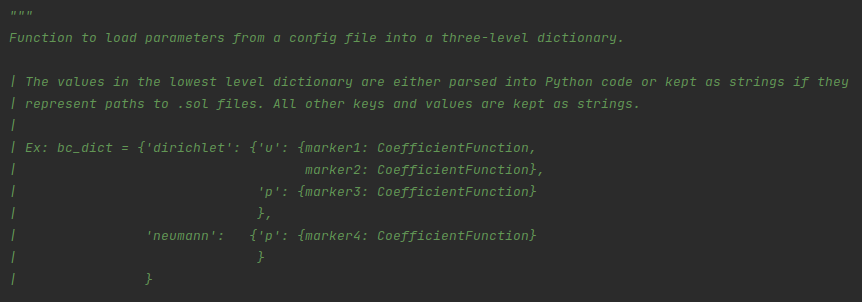 """
Function to load parameters from a config file into a three-level dictionary.

| The values in the lowest level dictionary are either parsed into Python code or kept as strings if they
| represent paths to .sol files. All other keys and values are kept as strings.
|
| Ex: bc_dict = {'dirichlet': {'u': {marker1: CoefficientFunction,
|                                    marker2: CoefficientFunction},
|                              'p': {marker3: CoefficientFunction}
|                              },
|                'neumann':   {'p': {marker4: CoefficientFunction}
|                              }
|                }